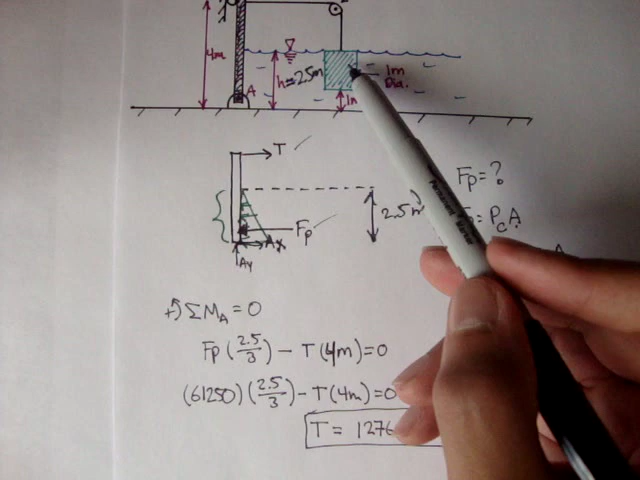 4m
h=2.5m
1m
Dia.
A
1m
T
2.5m
Fp
Ax
Ay
Fp = ?
= PcA
A
ΣMA = 0
Fp(2.5/3) - T(4m) = 0
(61250)(2.5/3) - T(4m) = 0
T = 1276